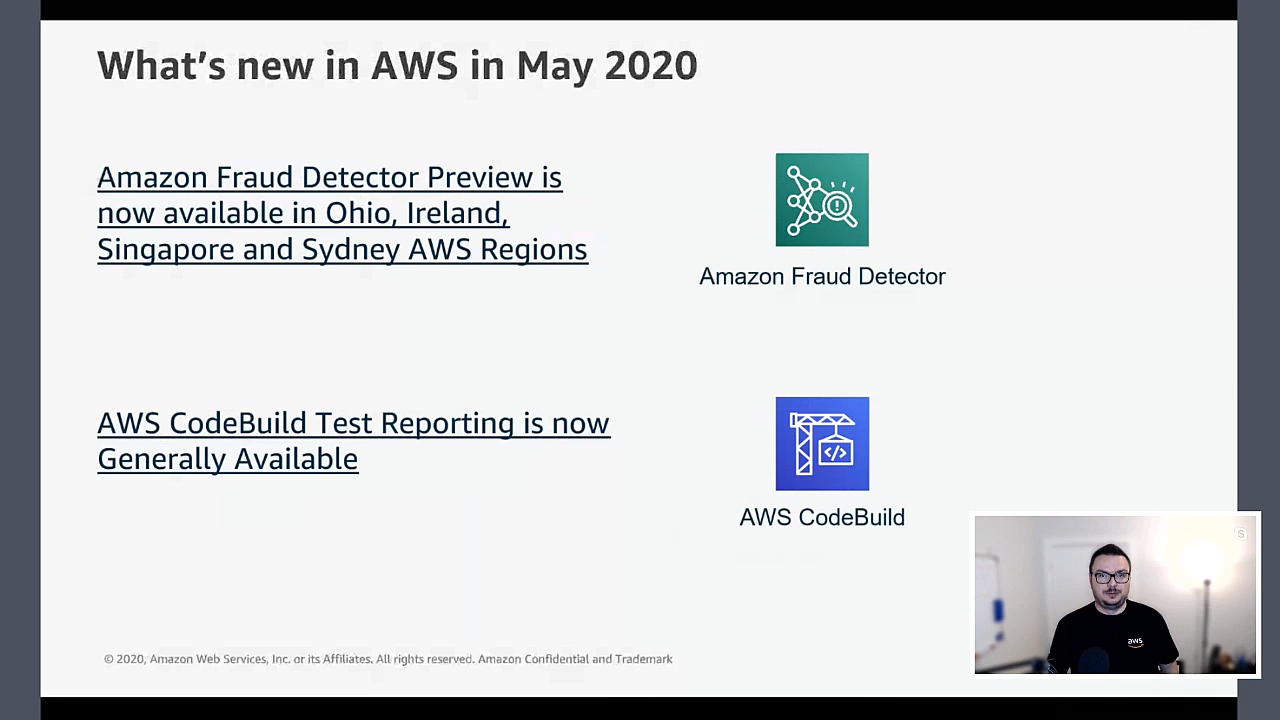 What's new in AWS in May 2020
Amazon Fraud Detector Preview is
now available in Ohio, Ireland,
Singapore and Sydney AWS Regions
Amazon Fraud Detector
AWS CodeBuild Test Reporting is now
Generally Available
</>
AWS CodeBuild
S
aws
© 2020, Amazon Web Services, Inc. or its Affiliates. All rights reserved. Amazon Confidential and Trademark